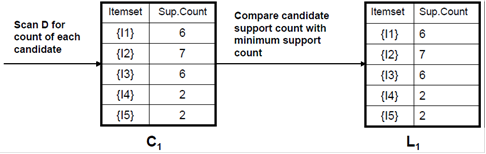 Scan D for
count of each
candidate
Itemset Sup.Count
{I1} 6
{I2} 7
{I3} 6
{I4} 2
{I5} 2
C1
Compare candidate
support count with
minimum support
count
Itemset Sup.Count
{I1} 6
{I2} 7
{I3} 6
{I4} 2
{I5} 2
L1